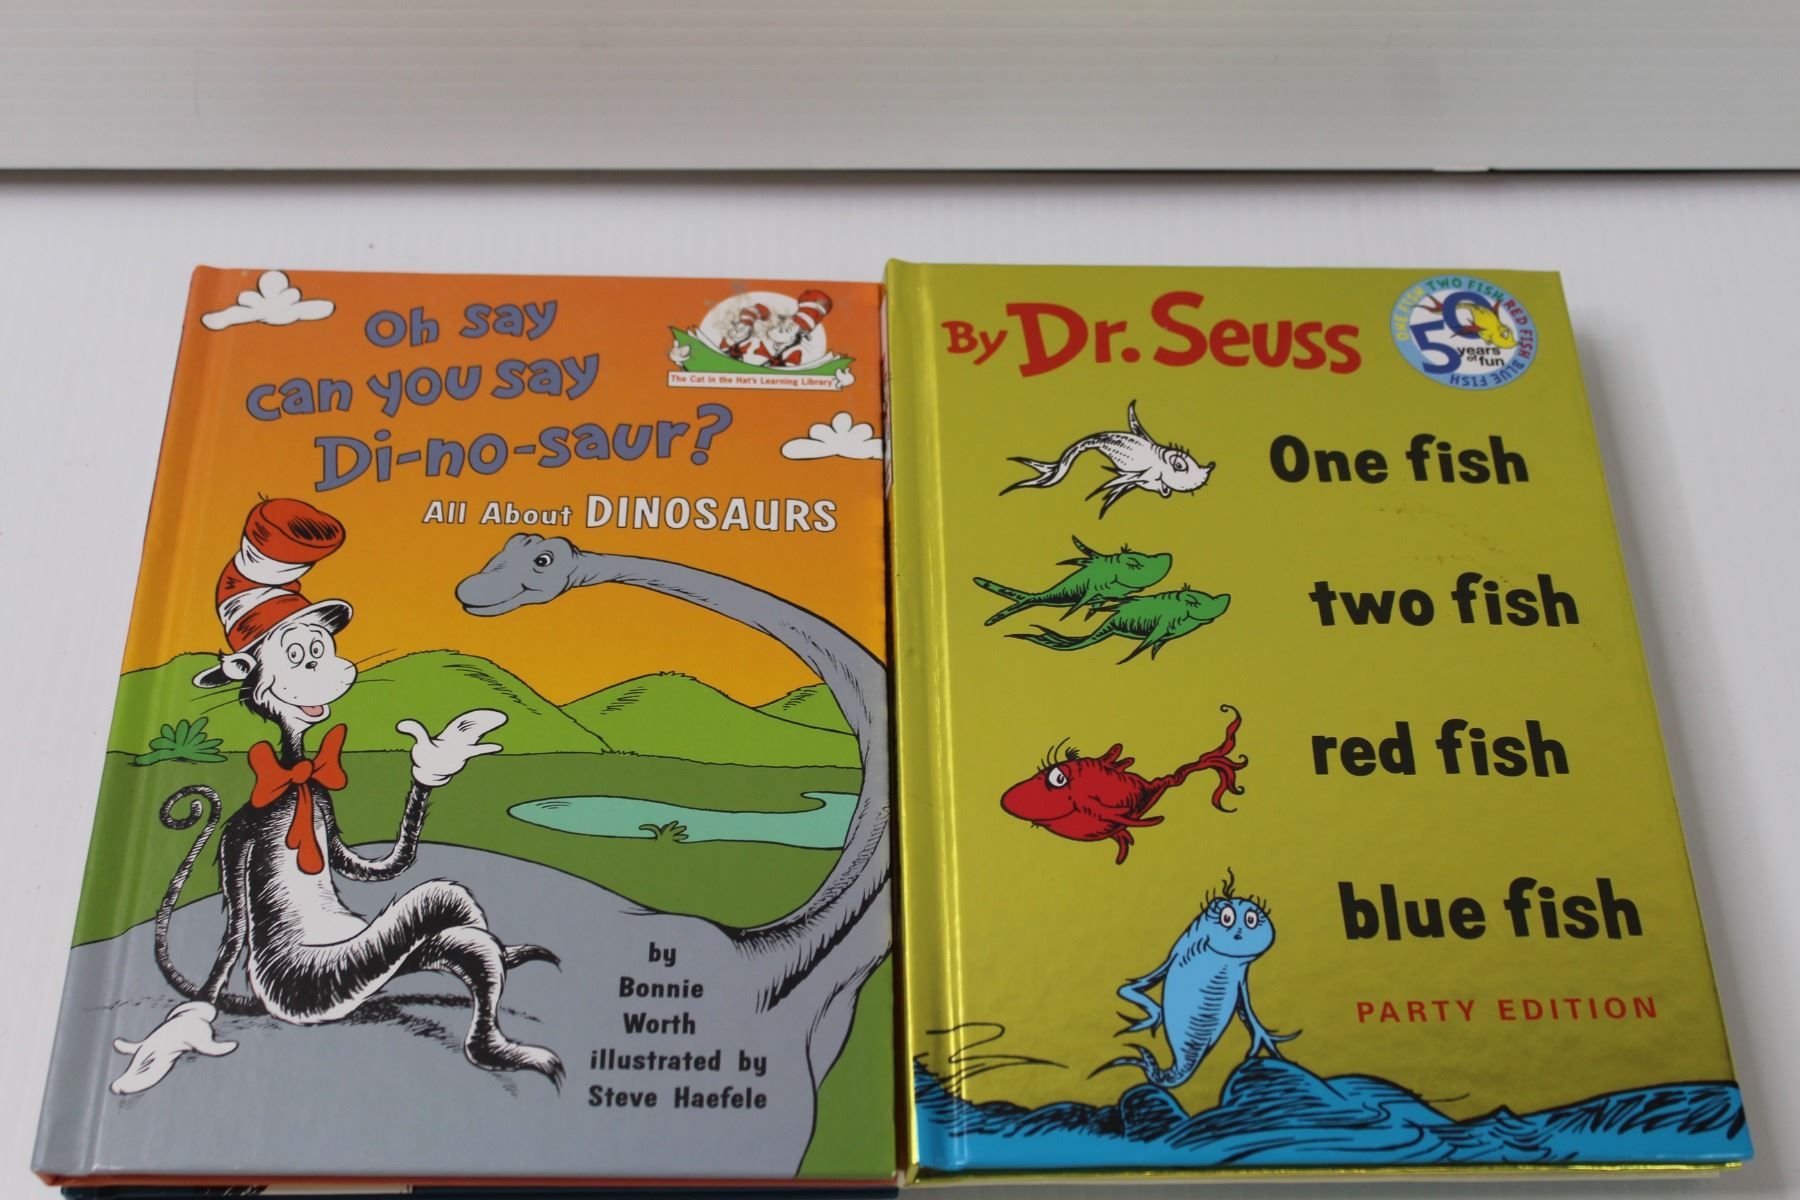 Oh say
can you say
Di-no-saur?
All About DINOSAURS
The Cat in the Hat's Learning Library
by
Bonnie
Worth
illustrated by
Steve Haefele
By Dr. Seuss
ONE FISH TWO FISH RED FISH BLUE FISH
50
years
of fun
One fish
two fish
red fish
blue fish
PARTY EDITION